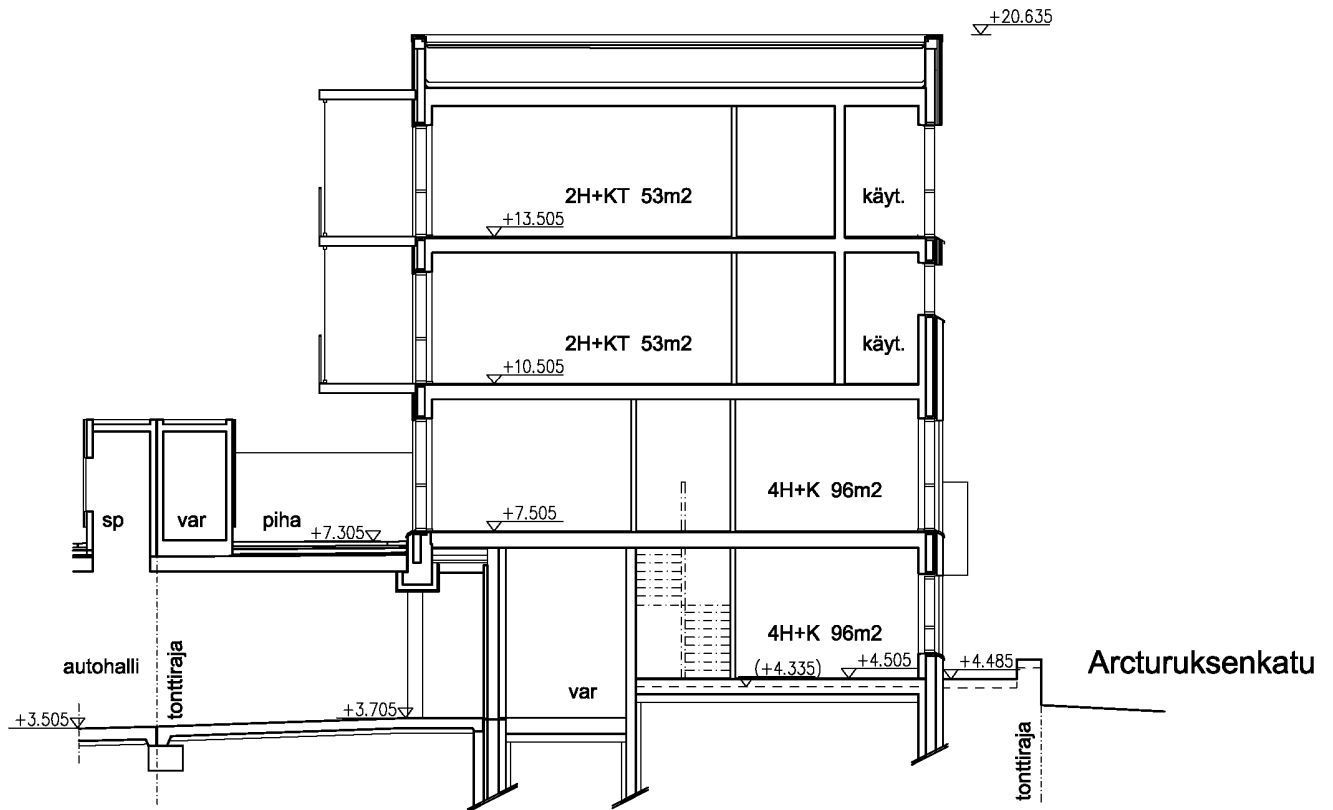 +20.635
2H+KT 53m2
käyt.
+13.505
2H+KT 53m2
käyt.
+10.505
4H+K 96m2
sp
var
piha
+7.305
+7.505
4H+K 96m2
autohalli
tonttiraja
var
(+4.335)
+4.505
+4.485
Arcturuksenkatu
+3.505
+3.705
tonttiraja